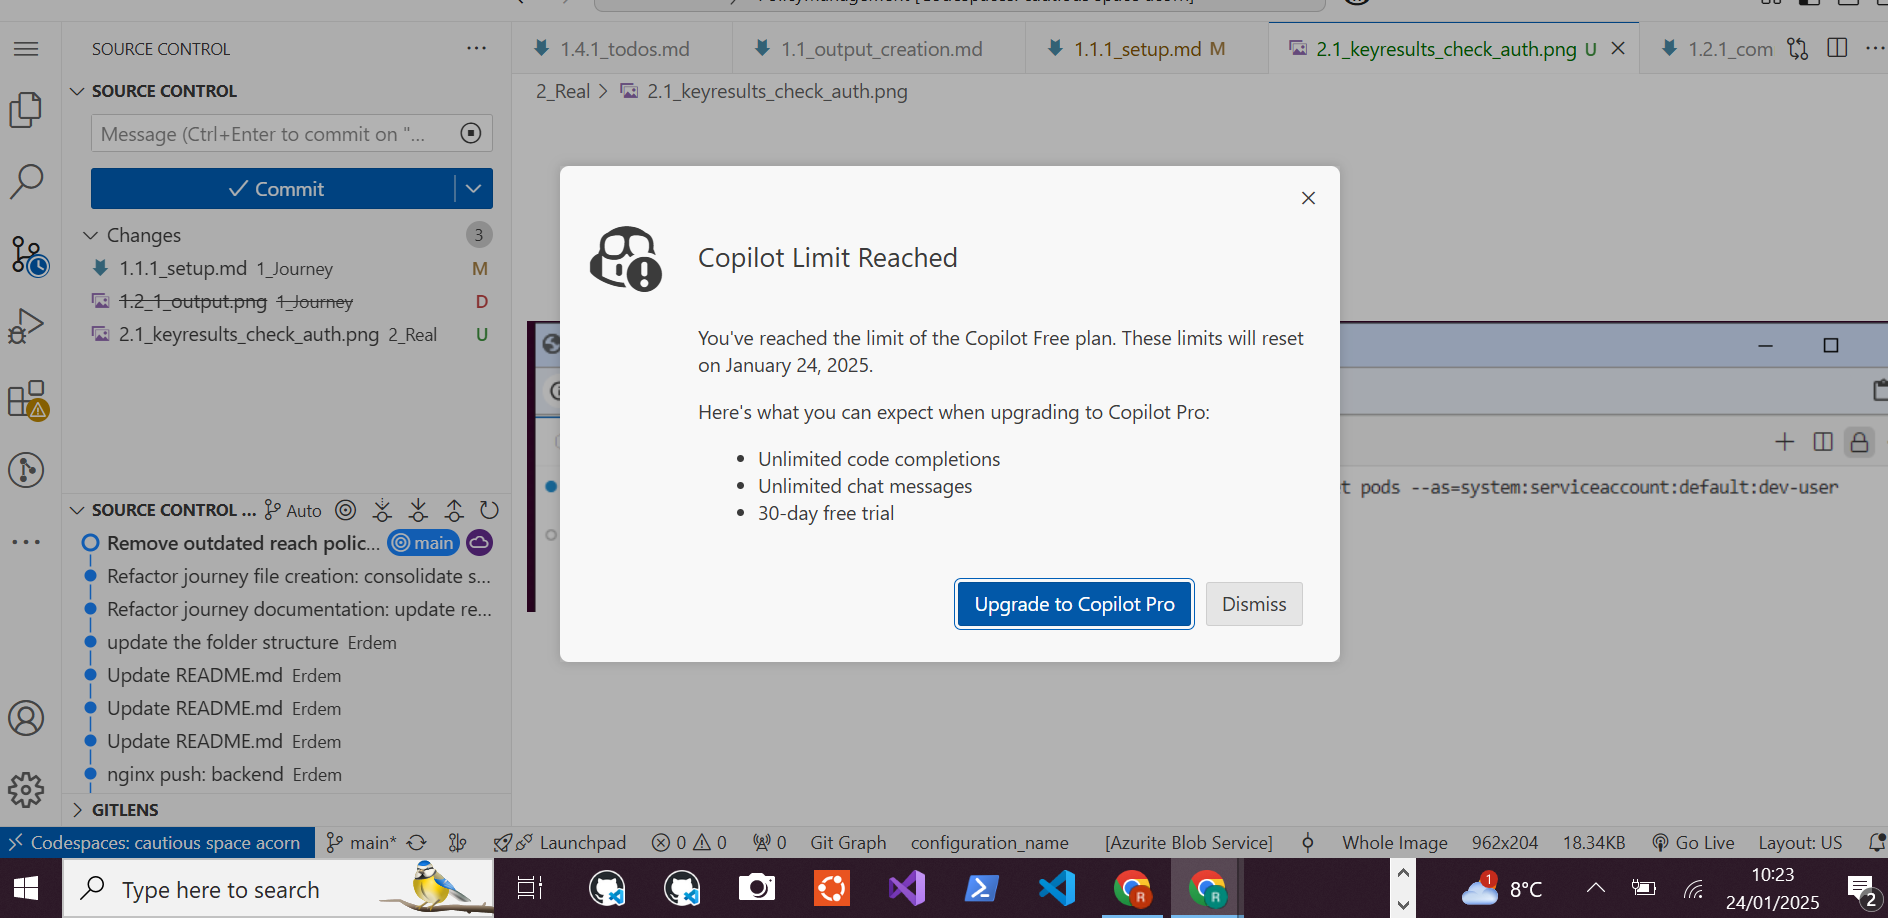 SOURCE CONTROL
SOURCE CONTROL
Message (Ctrl+Enter to commit on "...
Commit
Changes 3
1.1.1_setup.md 1_Journey M
1.2_1_output.png 1_Journey D
2.1_keyresults_check_auth.png 2_Real U
SOURCE CONTROL ... Auto
Remove outdated reach polic... main
Refactor journey file creation: consolidate s...
Refactor journey documentation: update re...
update the folder structure Erdem
Update README.md Erdem
Update README.md Erdem
Update README.md Erdem
nginx push: backend Erdem
GITLENS
1.4.1_todos.md
1.1_output_creation.md
1.1.1_setup.md M
2.1_keyresults_check_auth.png U
1.2.1_com
2_Real > 2.1_keyresults_check_auth.png
Copilot Limit Reached
You've reached the limit of the Copilot Free plan. These limits will reset
on January 24, 2025.
Here's what you can expect when upgrading to Copilot Pro:
Unlimited code completions
Unlimited chat messages
30-day free trial
Upgrade to Copilot Pro
Dismiss
t pods --as=system:serviceaccount:default:dev-user
Codespaces: cautious space acorn main* Launchpad 0 0 0 Git Graph configuration_name [Azurite Blob Service] Whole Image 962x204 18.34KB Go Live Layout: US
Type here to search
1 8°C
10:23
24/01/2025
2